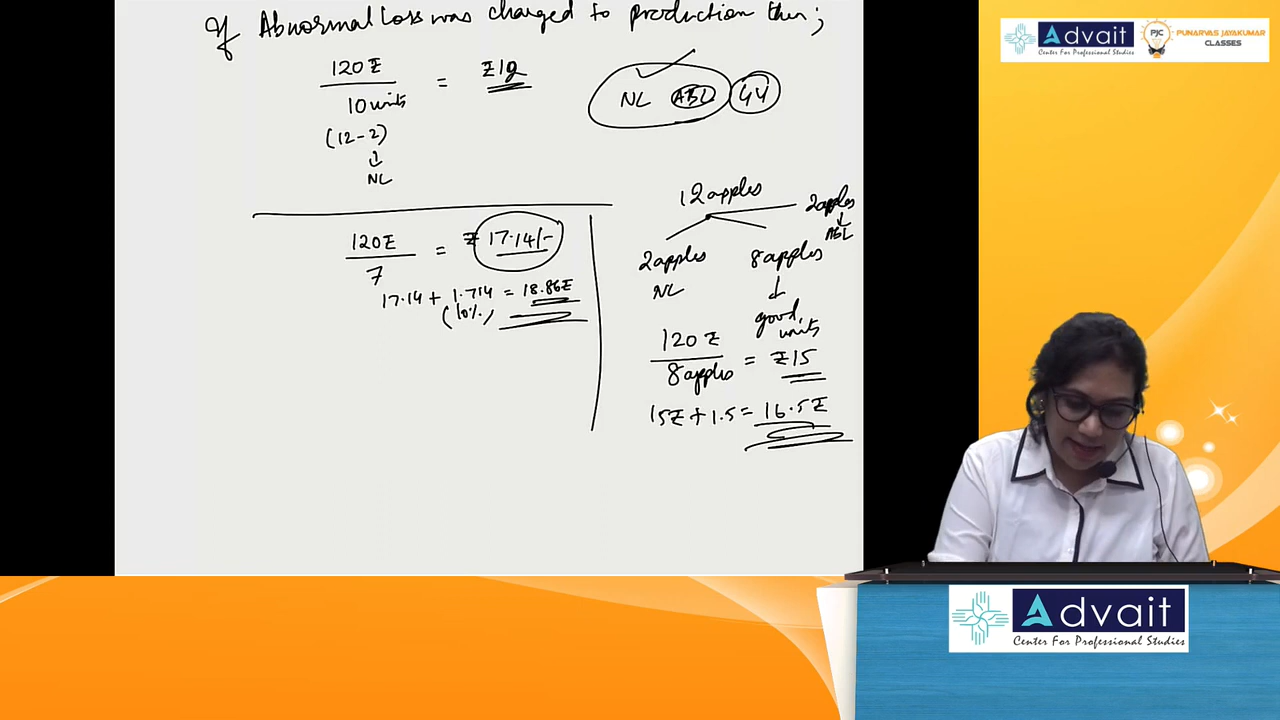 If Abnormal Loss was charged to production then;
120₹
10 units
= ₹12
(12-2)
↓
NL
NL ABL
120₹
7
= ₹ 17.14/-
17.14 + 1.714 = 18.86₹
(10%)
12 apples
2 apples
↓
ABL
2 apples
NL
8 apples
↓
good units
120₹
8 apples
= ₹15
15₹ + 1.5 = 16.5₹
Advait
Center For Professional Studies
PJC
PUNARVAS JAYAKUMAR
CLASSES
Advait
Center For Professional Studies